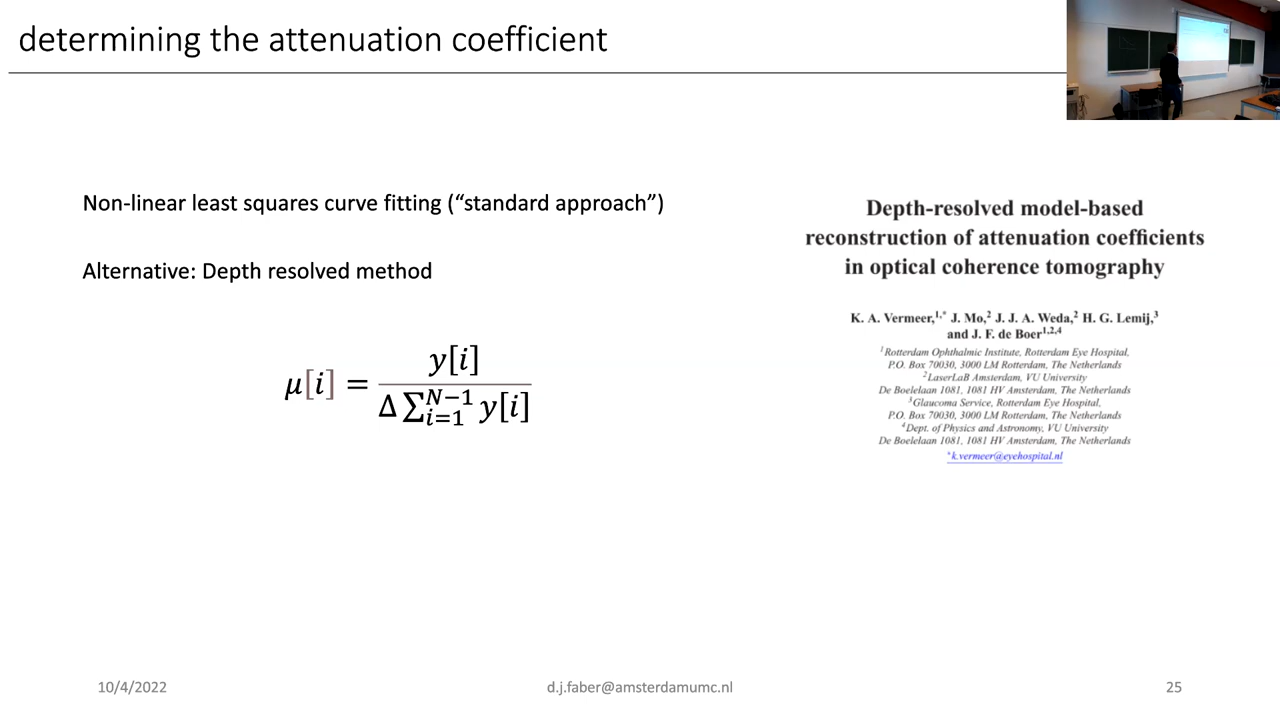 determining the attenuation coefficient
Non-linear least squares curve fitting (“standard approach”)
Alternative: Depth resolved method
μ[i] = y[i] / Δ∑_{i=1}^{N−1} y[i]
Depth-resolved model-based
reconstruction of attenuation coefficients
in optical coherence tomography
K. A. Vermeer,1,* J. Mo,2 J. J. A. Weda,2 H. G. Lemij,3
and J. F. de Boer1,2,4
1Rotterdam Ophthalmic Institute, Rotterdam Eye Hospital,
P.O. Box 70030, 3000 LM Rotterdam, The Netherlands
2LaserLaB Amsterdam, VU University
De Boelelaan 1081, 1081 HV Amsterdam, The Netherlands
3Glaucoma Service, Rotterdam Eye Hospital,
P.O. Box 70030, 3000 LM Rotterdam, The Netherlands
4Dept. of Physics and Astronomy, VU University
De Boelelaan 1081, 1081 HV Amsterdam, The Netherlands
*k.vermeer@eyehospital.nl
10/4/2022
d.j.faber@amsterdamumc.nl
25